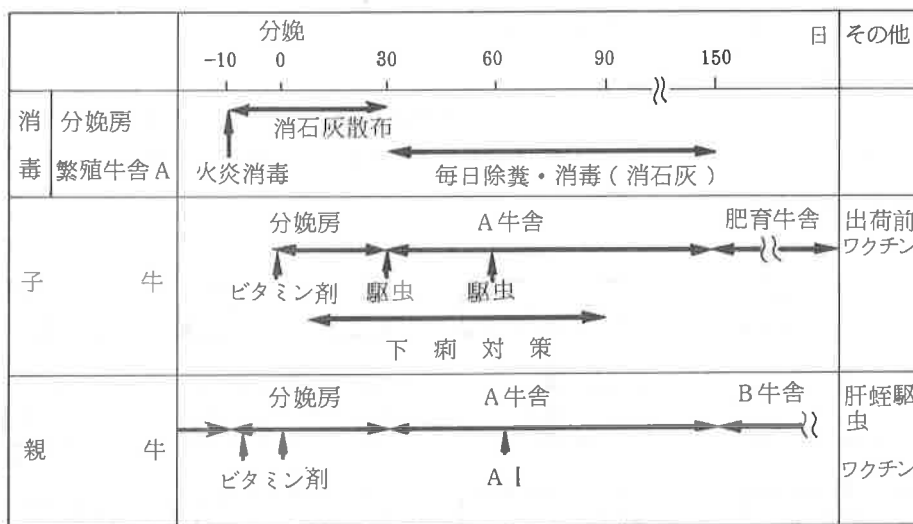 分娩 日 その他
-10 0 30 60 90 150
消毒 分娩房 消石灰散布
繁殖牛舎A 火炎消毒 毎日除糞・消毒(消石灰)
分娩房 A牛舎 肥育牛舎 出荷前
ワクチン
子牛 ビタミン剤 駆虫 駆虫
下痢対策
分娩房 A牛舎 B牛舎 肝蛭駆
虫
親牛 ビタミン剤 AI ワクチン